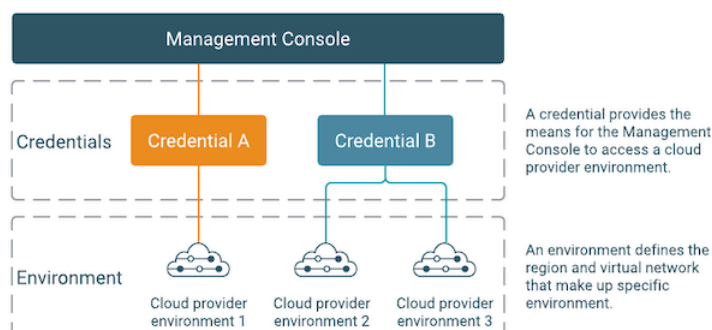 Management Console
Credentials
Credential A
Credential B
A credential provides the
means for the Management
Console to access a cloud
provider environment.
Environment
Cloud provider
environment 1
Cloud provider
environment 2
Cloud provider
environment 3
An environment defines the
region and virtual network
that make up specific
environment.